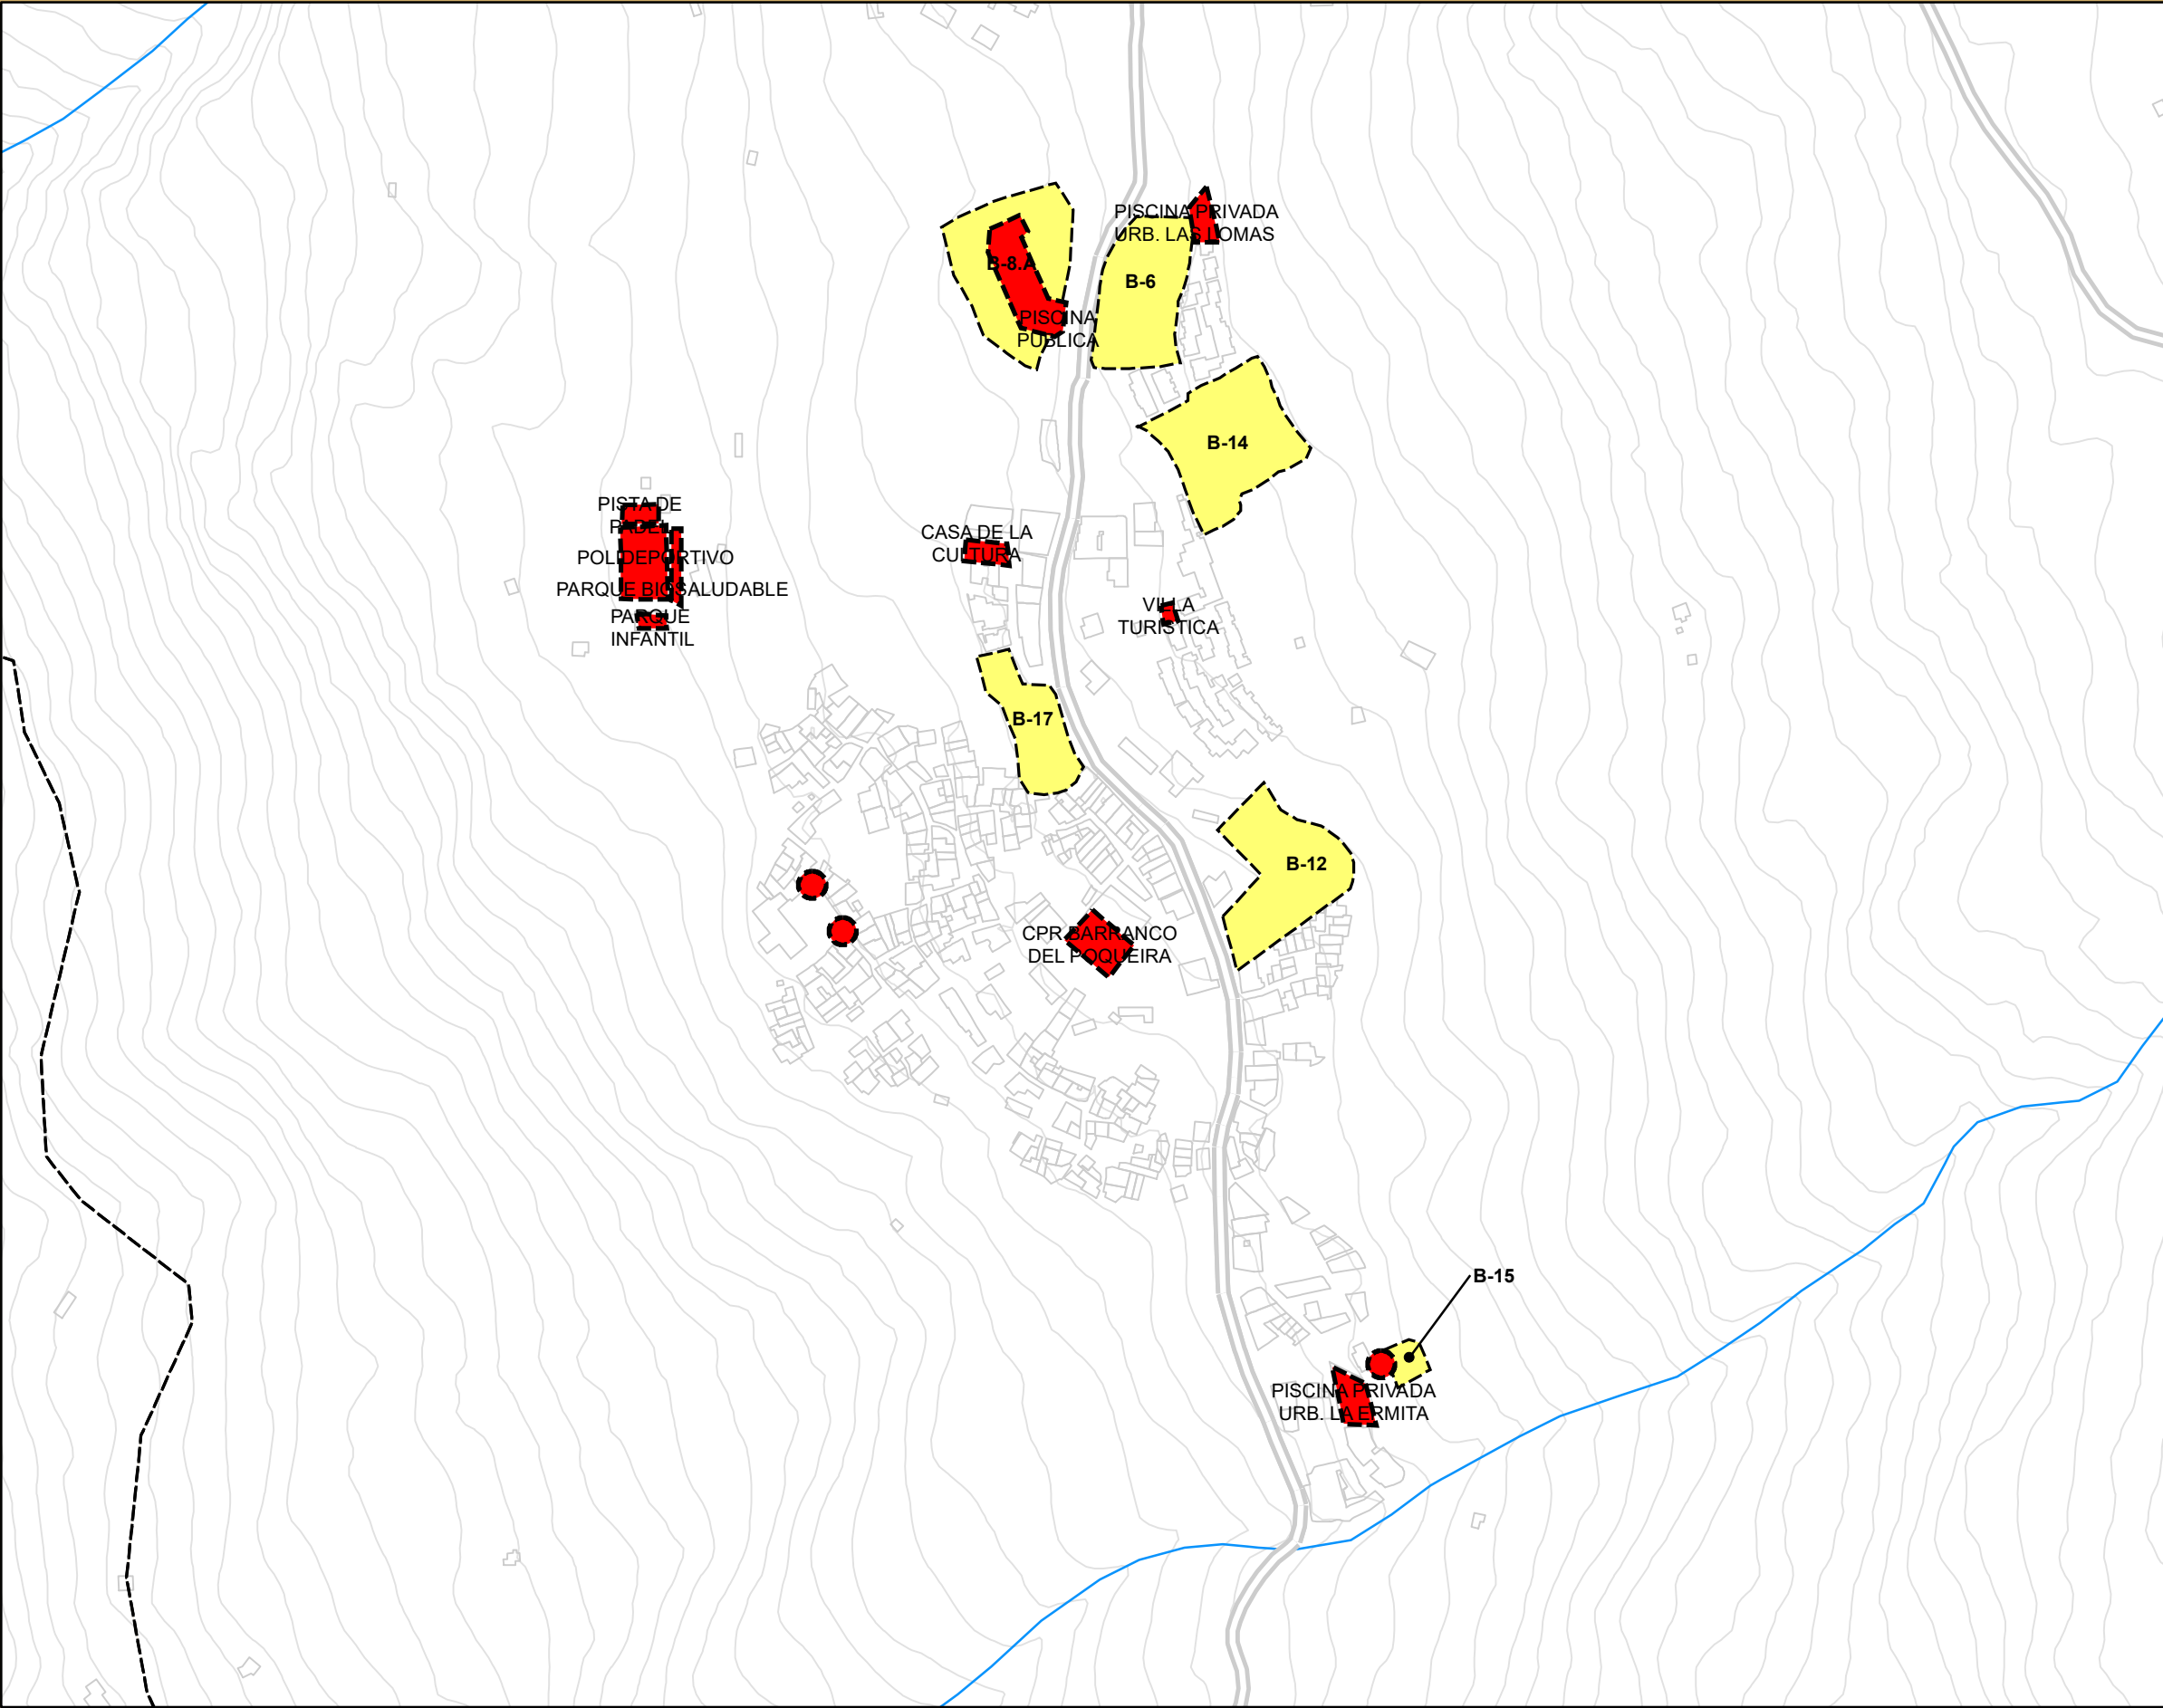 PISCINA PRIVADA
URB. LAS LOMAS
B-8.A
B-6
PISCINA
PUBLICA
B-14
PISTA DE
PADEL
POLIDEPORTIVO
PARQUE BIOSALUDABLE
PARQUE
INFANTIL
CASA DE LA
CULTURA
VILLA
TURISTICA
B-17
B-12
CPR BARRANCO
DEL POQUEIRA
B-15
PISCINA PRIVADA
URB. LA ERMITA